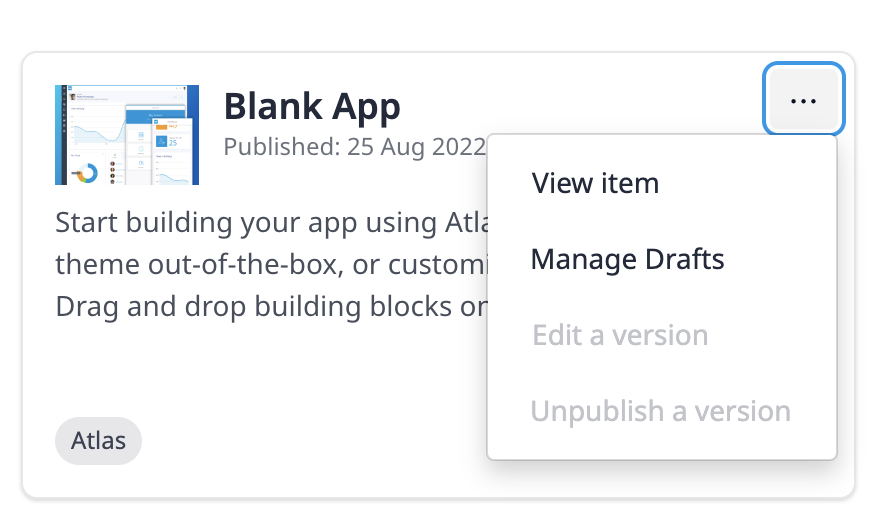 Blank App
Published: 25 Aug 2022
Start building your app using Atla
theme out-of-the-box, or customi
Drag and drop building blocks on
Atlas
...
View item
Manage Drafts
Edit a version
Unpublish a version